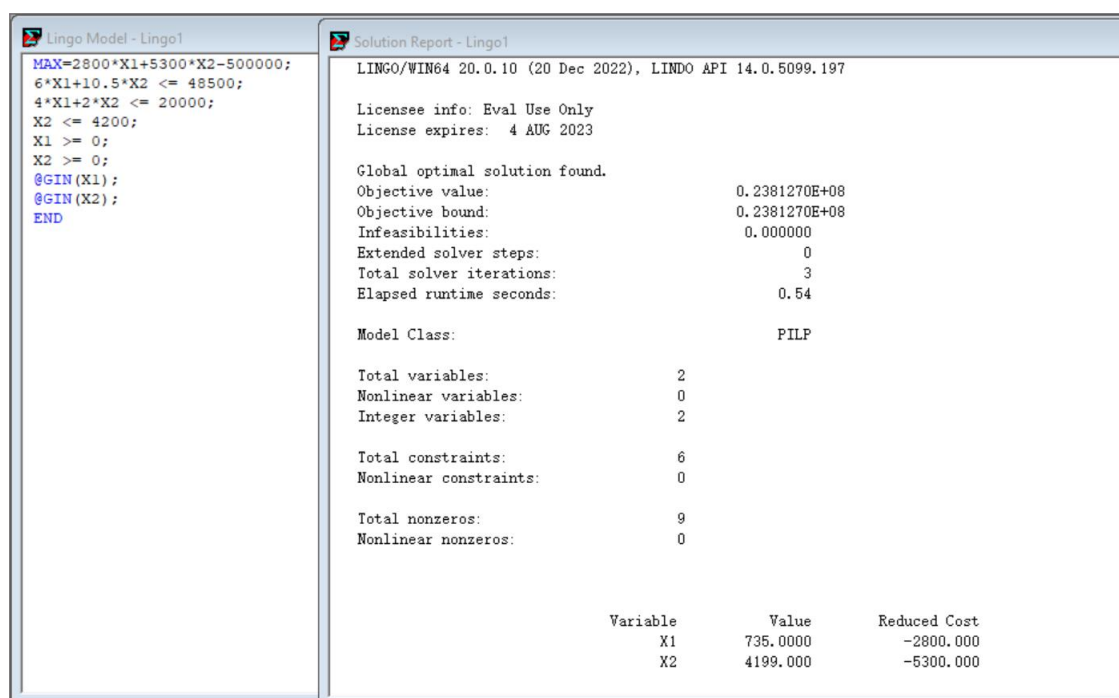 Lingo Model - Lingo1
MAX=2800*X1+5300*X2-500000;
6*X1+10.5*X2 <= 48500;
4*X1+2*X2 <= 20000;
X2 <= 4200;
X1 >= 0;
X2 >= 0;
@GIN(X1);
@GIN(X2);
END
Solution Report - Lingo1
LINGO/WIN64 20.0.10 (20 Dec 2022), LINDO API 14.0.5099.197
Licensee info: Eval Use Only
License expires: 4 AUG 2023
Global optimal solution found.
Objective value: 0.2381270E+08
Objective bound: 0.2381270E+08
Infeasibilities: 0.000000
Extended solver steps: 0
Total solver iterations: 3
Elapsed runtime seconds: 0.54
Model Class: PILP
Total variables: 2
Nonlinear variables: 0
Integer variables: 2
Total constraints: 6
Nonlinear constraints: 0
Total nonzeros: 9
Nonlinear nonzeros: 0
Variable Value Reduced Cost
X1 735.0000 -2800.000
X2 4199.000 -5300.000